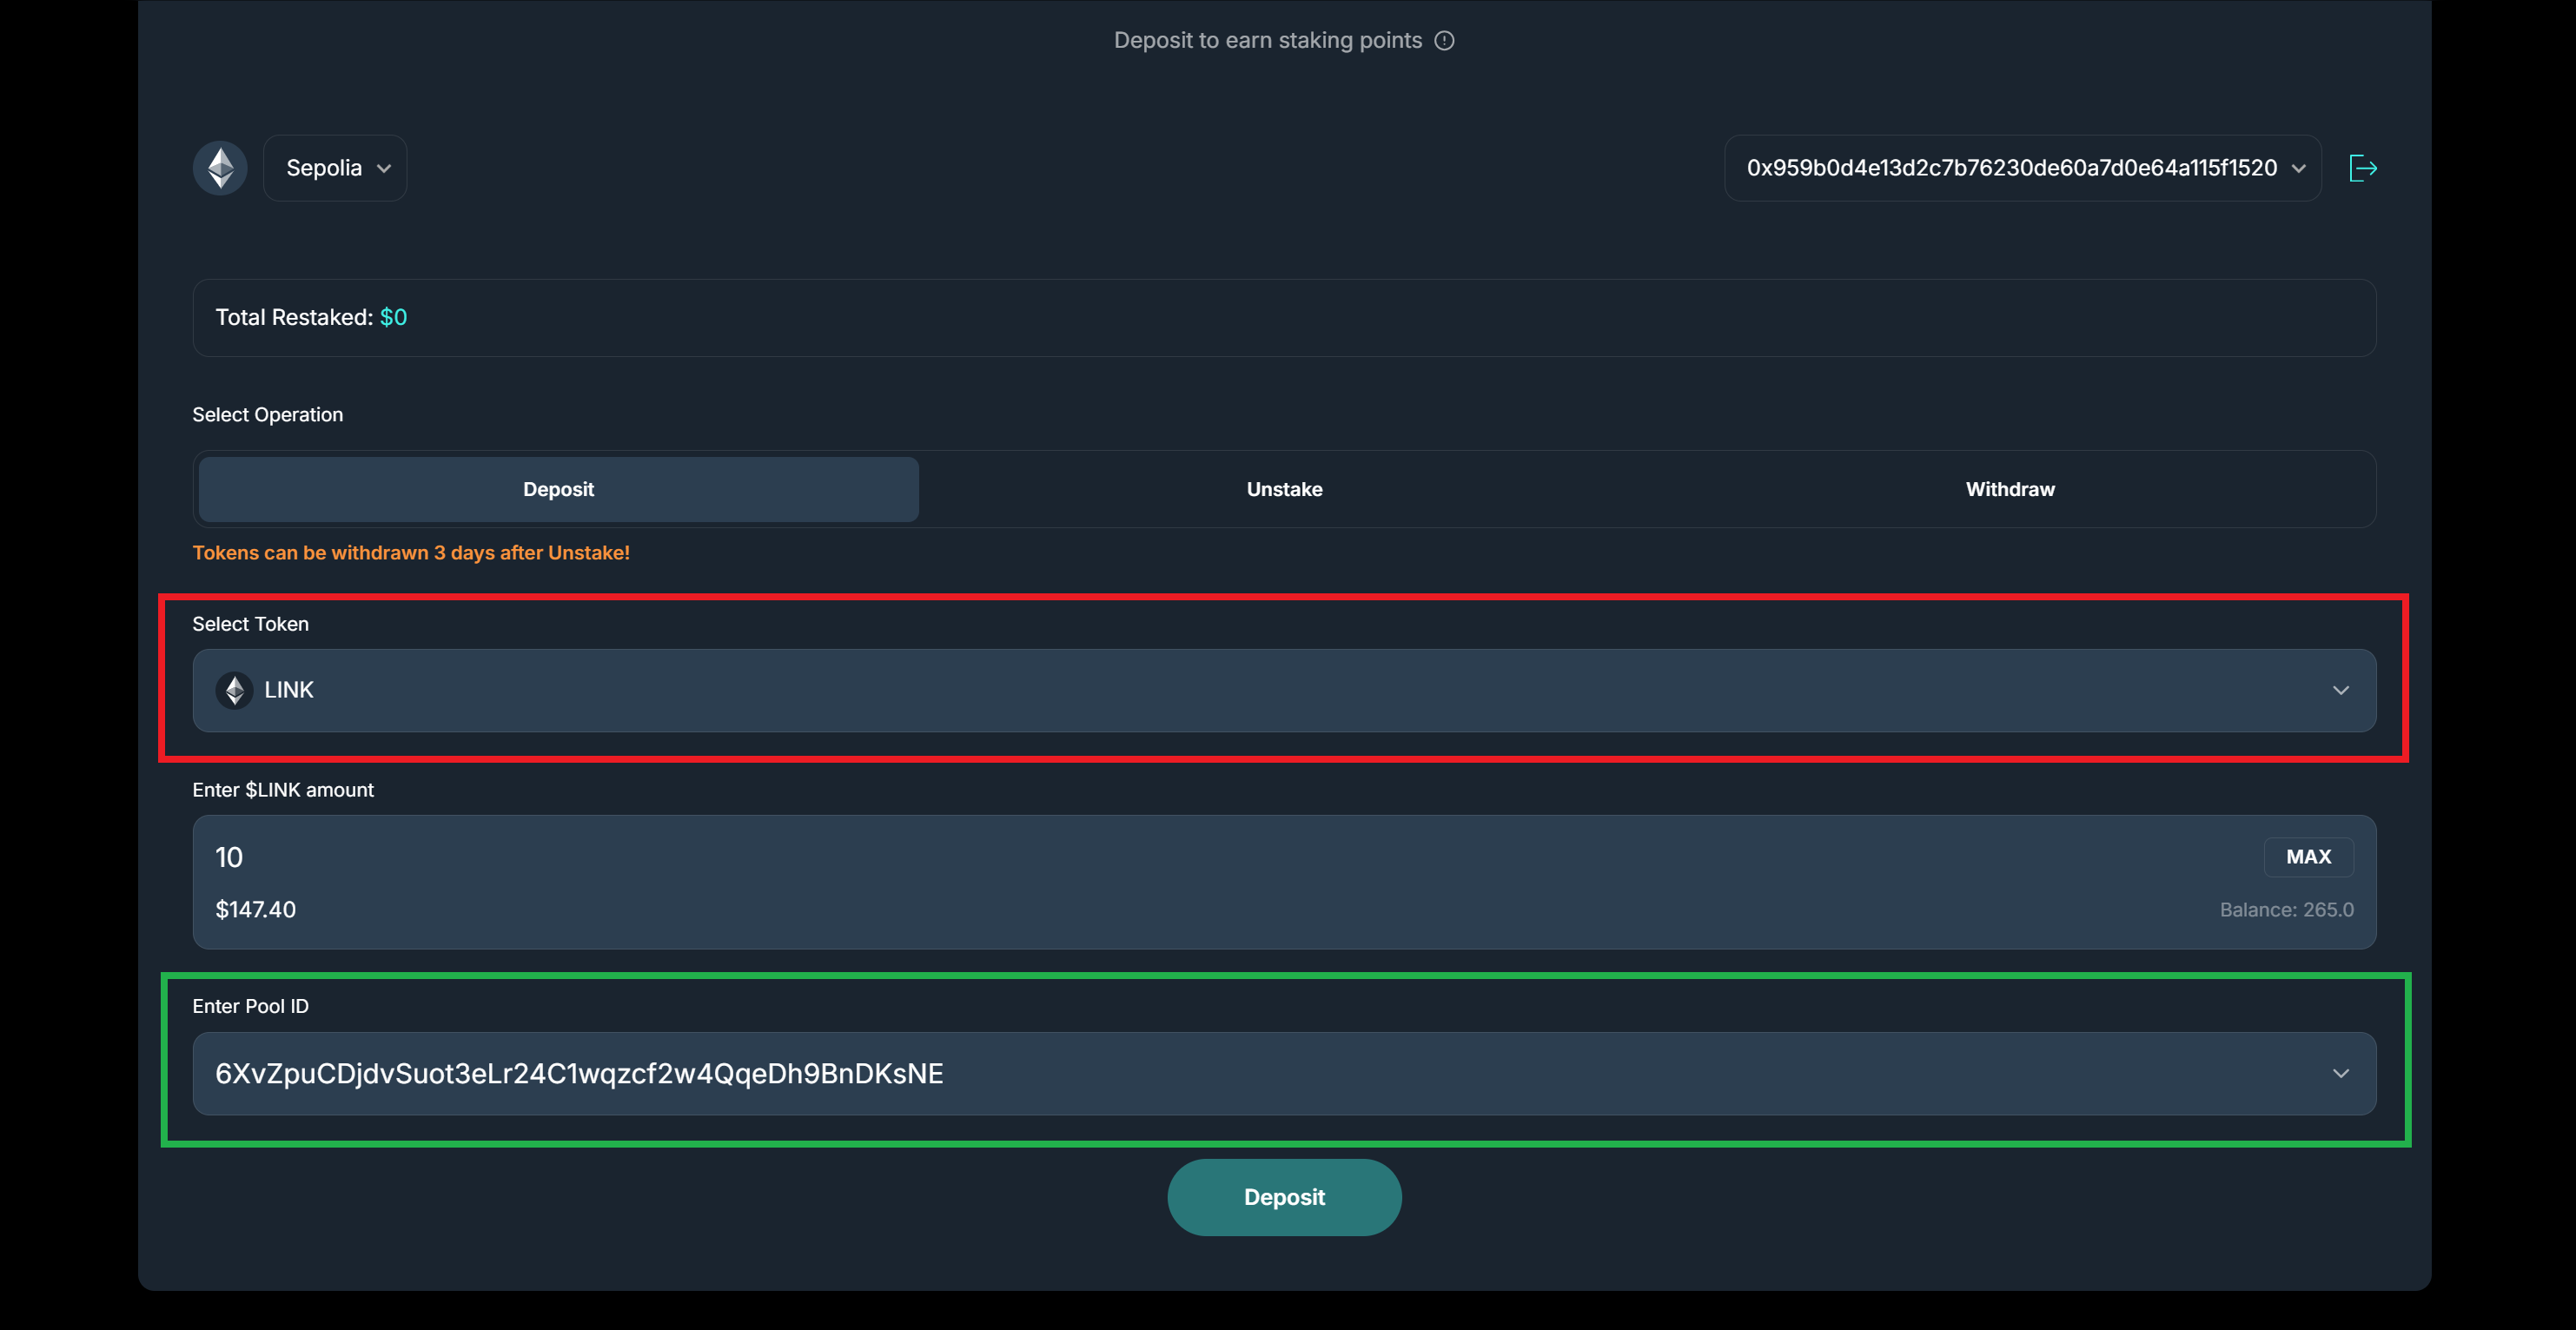 Deposit to earn staking points
Sepolia
0x959b0d4e13d2c7b76230de60a7d0e64a115f1520
Total Restaked: $0
Select Operation
Deposit
Unstake
Withdraw
Tokens can be withdrawn 3 days after Unstake!
Select Token
LINK
Enter $LINK amount
10
MAX
$147.40
Balance: 265.0
Enter Pool ID
6XvZpuCDjdvSuot3eLr24C1wqzcf2w4QqeDh9BnDKsNE
Deposit